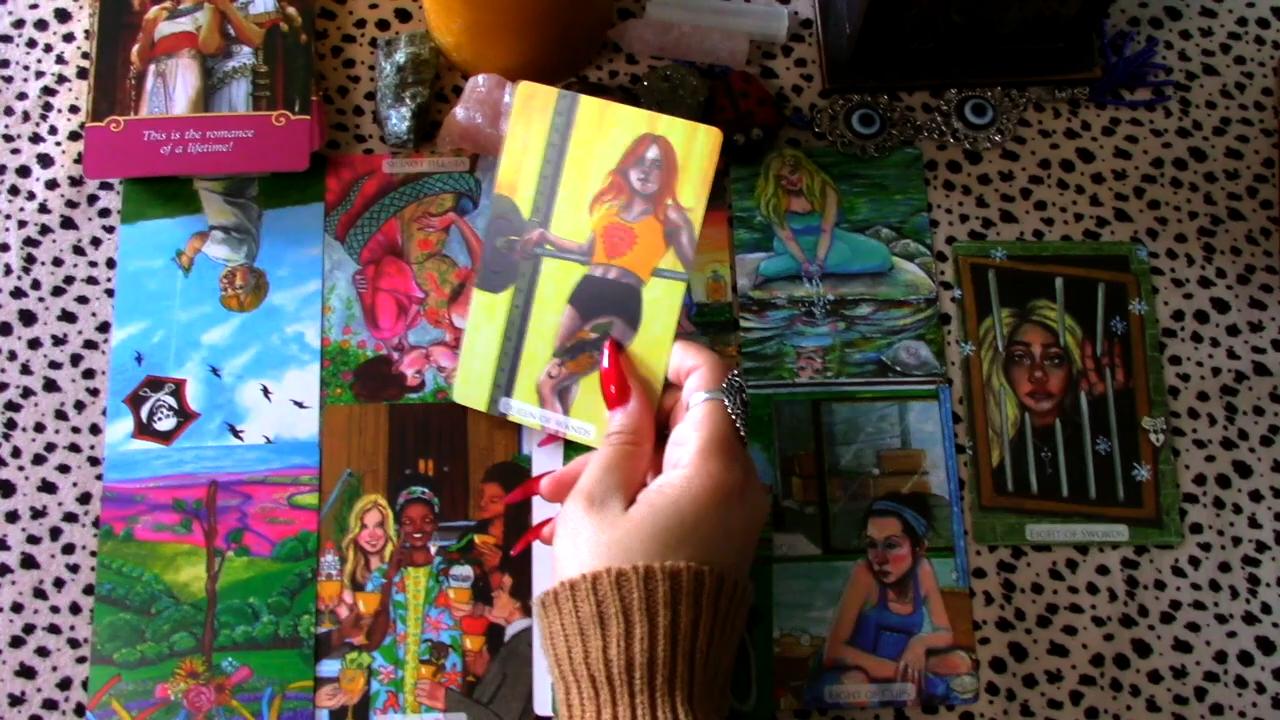 This is the romance
of a lifetime!
QUEEN OF WANDS
EIGHT OF SWORDS
EIGHT OF CUPS